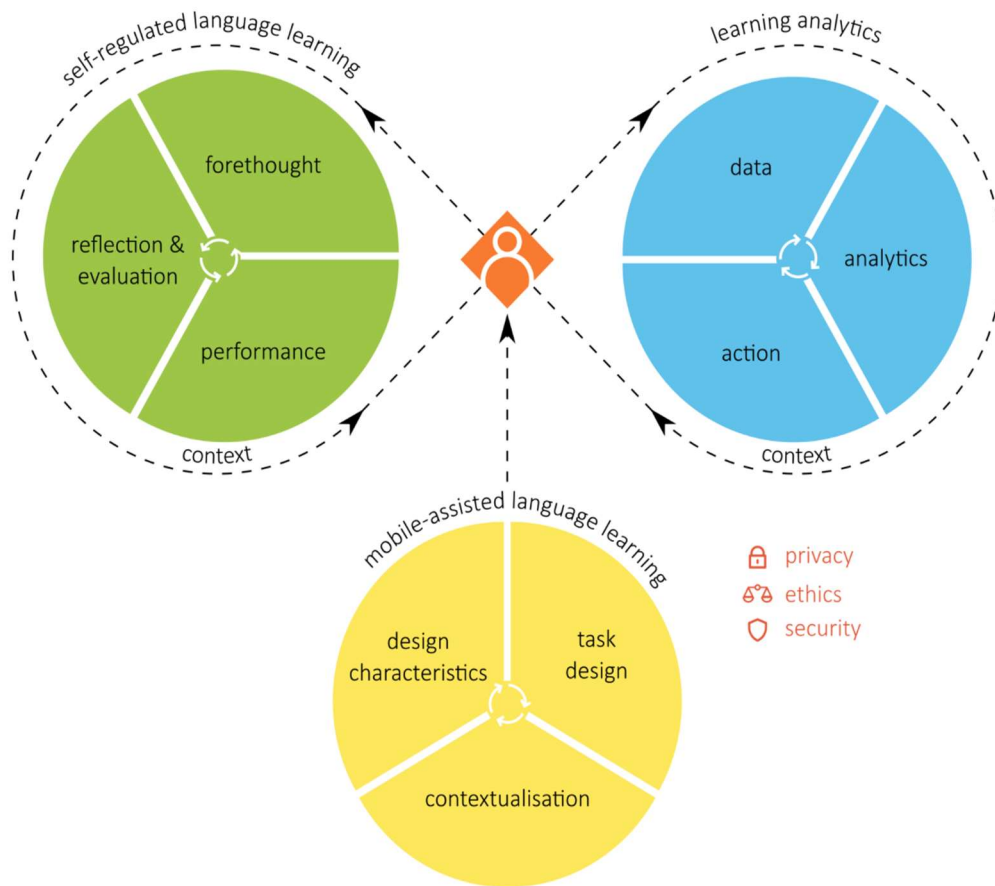 self-regulated language learning
forethought
reflection &
evaluation
performance
context
learning analytics
data
analytics
action
context
mobile-assisted language learning
design
characteristics
task
design
contextualisation
privacy
ethics
security